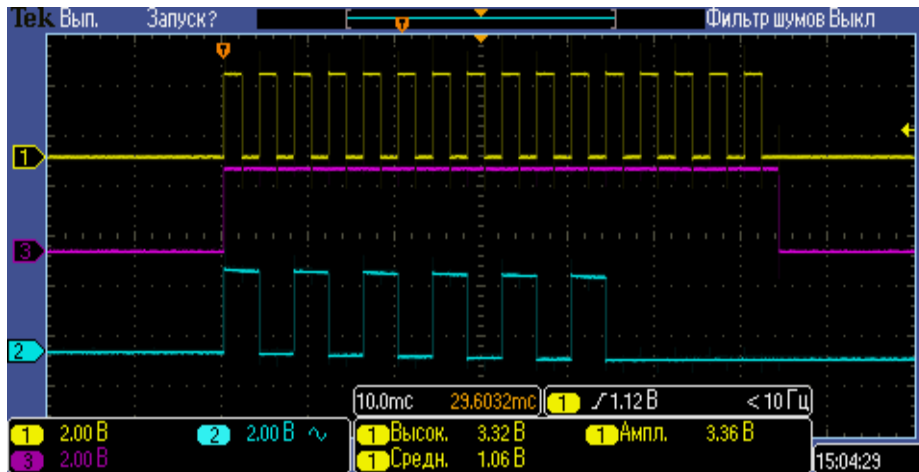 Tek Вып. Запуск? Фильтр шумов Выкл
T
T
1
3
2
10.0мс 29.6032мс 1 1.12 В < 10 Гц
1 2.00 В 2 2.00 В 1 Высок. 3.32 В 1 Ампл. 3.36 В
3 2.00 В 1 Средн. 1.06 В 15:04:29